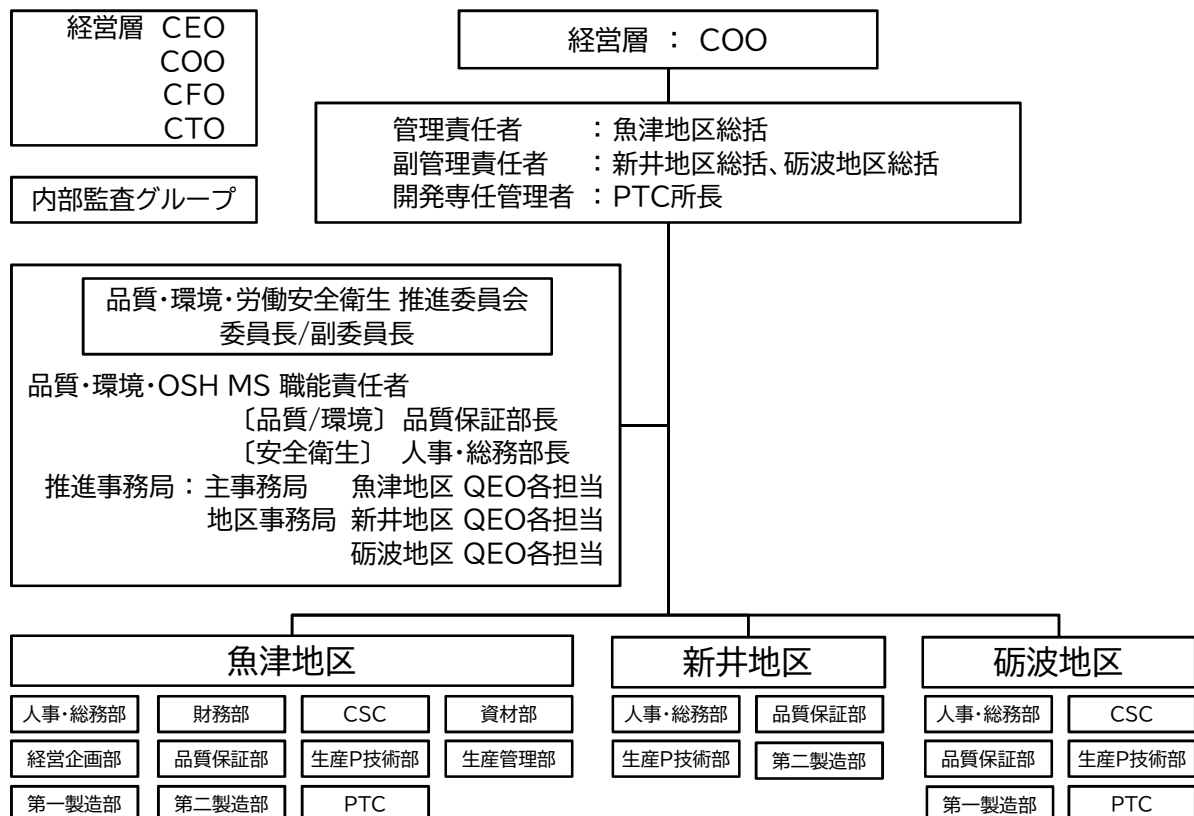 経営層 CEO
COO
CFO
CTO
経営層 : COO
管理責任者 : 魚津地区総括
副管理責任者 : 新井地区総括、砺波地区総括
開発専任管理者 : PTC所長
内部監査グループ
品質・環境・労働安全衛生 推進委員会
委員長/副委員長
品質・環境・OSH MS 職能責任者
〔品質/環境〕 品質保証部長
〔安全衛生〕 人事・総務部長
推進事務局：主事務局 魚津地区 QEO各担当
地区事務局 新井地区 QEO各担当
砺波地区 QEO各担当
魚津地区
人事・総務部 財務部 CSC 資材部
経営企画部 品質保証部 生産P技術部 生産管理部
第一製造部 第二製造部 PTC
新井地区
人事・総務部 品質保証部
生産P技術部 第二製造部
砺波地区
人事・総務部 CSC
品質保証部 生産P技術部
第一製造部 PTC